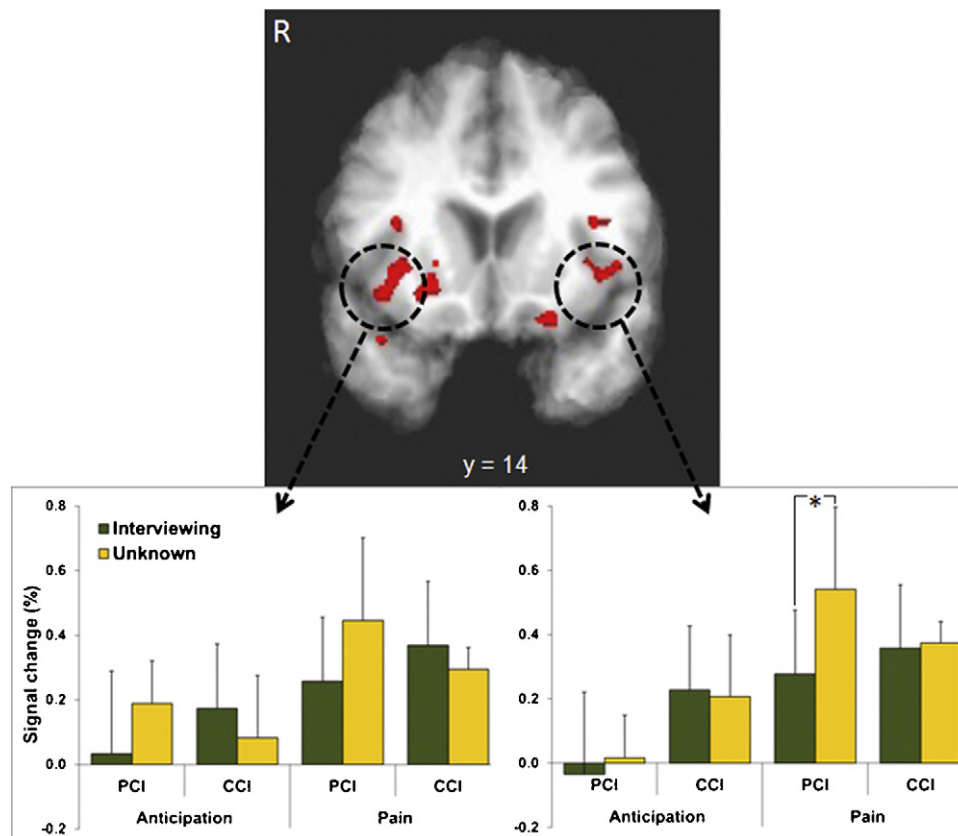 R
y = 14
0.8
0.6
0.4
0.2
0.0
-0.2
Signal change (%)
Interviewing
Unknown
PCI
CCI
PCI
CCI
Anticipation
Pain
0.8
0.6
0.4
0.2
0.0
-0.2
*
PCI
CCI
PCI
CCI
Anticipation
Pain